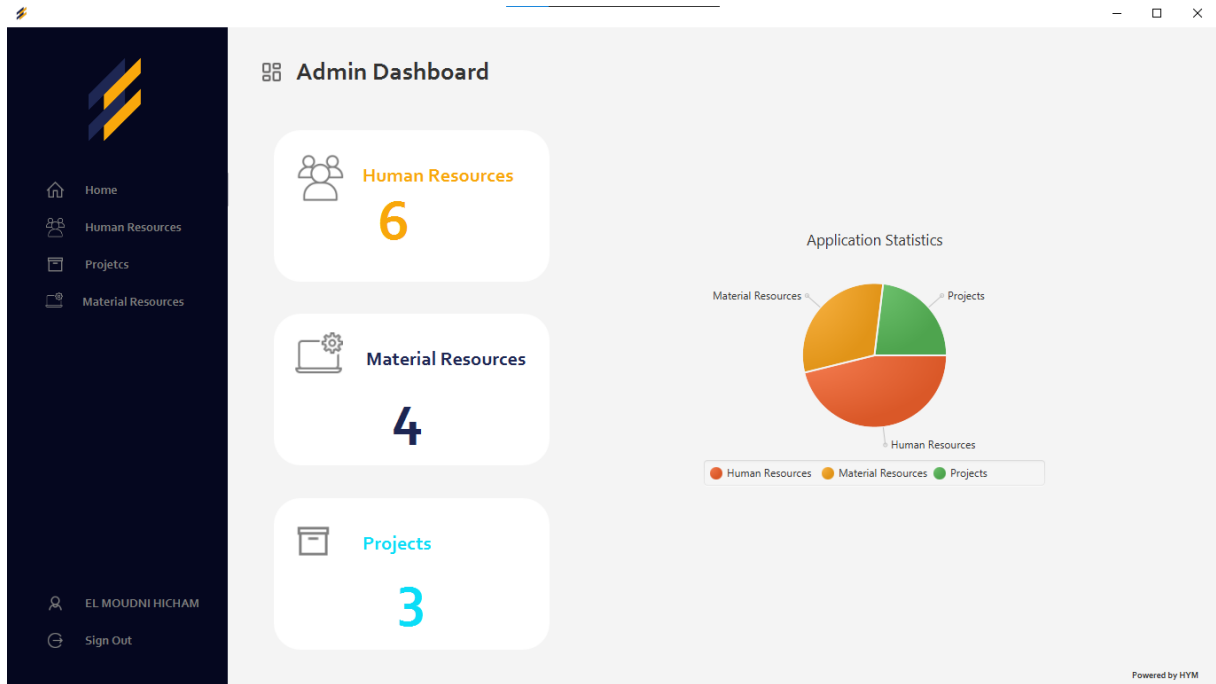 Admin Dashboard
Home
Human Resources
Projetcs
Material Resources
EL MOUDNI HICHAM
Sign Out
Human Resources
6
Material Resources
4
Projects
3
Application Statistics
Material Resources
Projects
Human Resources
Human Resources Material Resources Projects
Powered by HYM